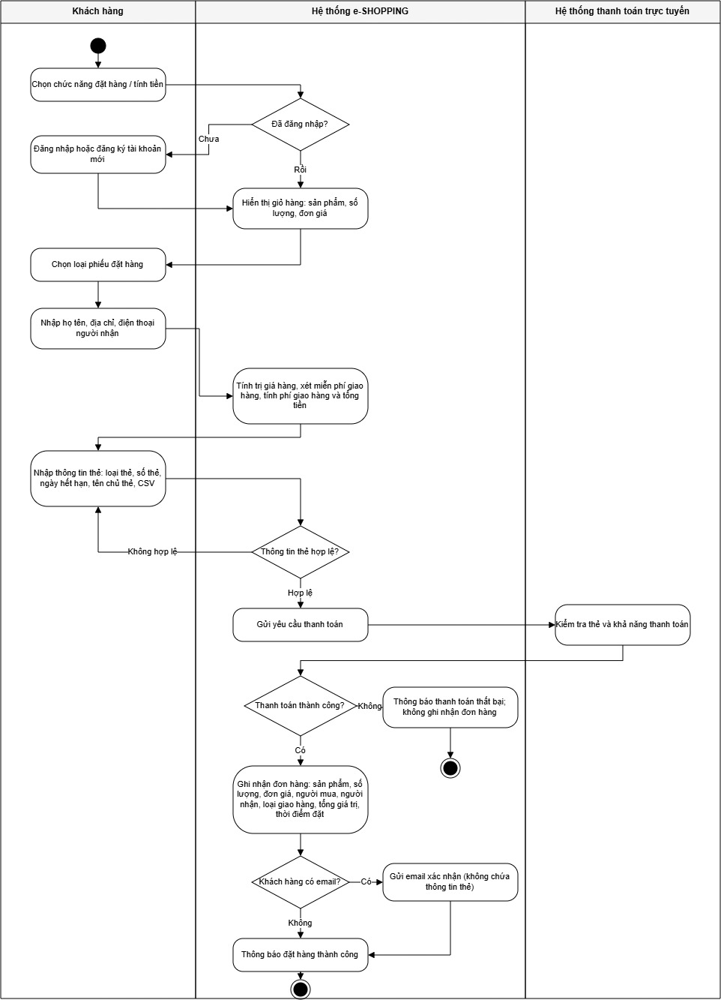 Khách hàng
Hệ thống e-SHOPPING
Hệ thống thanh toán trực tuyến
Chọn chức năng đặt hàng / tính tiền
Đã đăng nhập?
Chưa
Đăng nhập hoặc đăng ký tài khoản
mới
Rồi
Hiển thị giỏ hàng: sản phẩm, số
lượng, đơn giá
Chọn loại phiếu đặt hàng
Nhập họ tên, địa chỉ, điện thoại
người nhận
Tính trị giá hàng, xét miễn phí giao
hàng, tính phí giao hàng và tổng
tiền
Nhập thông tin thẻ: loại thẻ, số thẻ,
ngày hết hạn, tên chủ thẻ, CSV
Không hợp lệ
Thông tin thẻ hợp lệ?
Hợp lệ
Gửi yêu cầu thanh toán
Kiểm tra thẻ và khả năng thanh toán
Thanh toán thành công?
Không
Thông báo thanh toán thất bại;
không ghi nhận đơn hàng
Có
Ghi nhận đơn hàng: sản phẩm, số
lượng, đơn giá, người mua, người
nhận, loại giao hàng, tổng giá trị,
thời điểm đặt
Khách hàng có email?
Có
Gửi email xác nhận (không chứa
thông tin thẻ)
Không
Thông báo đặt hàng thành công